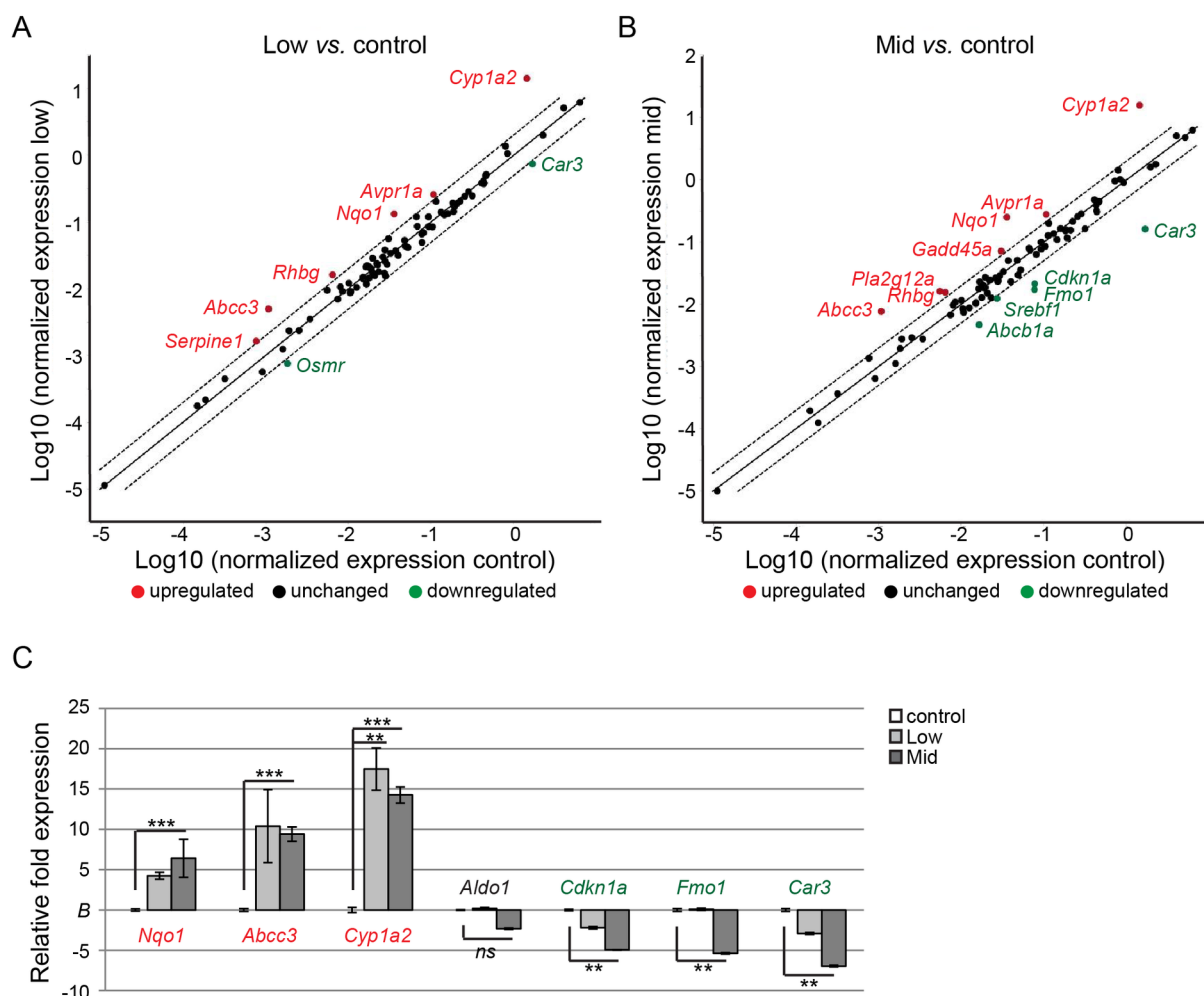 A
Low vs. control
Log10 (normalized expression low)
1
0
-1
-2
-3
-4
-5
Cyp1a2
Car3
Avpr1a
Nqo1
Rhbg
Abcc3
Serpine1
Osmr
-5 -4 -3 -2 -1 0
Log10 (normalized expression control)
upregulated unchanged downregulated
B
Mid vs. control
Log10 (normalized expression mid)
2
1
0
-1
-2
-3
-4
-5
Cyp1a2
Avpr1a
Nqo1
Car3
Gadd45a
Pla2g12a
Cdkn1a
Rhbg
Fmo1
Abcc3
Srebf1
Abcb1a
-5 -4 -3 -2 -1 0
Log10 (normalized expression control)
upregulated unchanged downregulated
C
Relative fold expression
25
20
15
10
5
B
-5
-10
control
Low
Mid
***
***
***
**
Aldo1 Cdkn1a Fmo1 Car3
Nqo1 Abcc3 Cyp1a2
ns
**
**
**